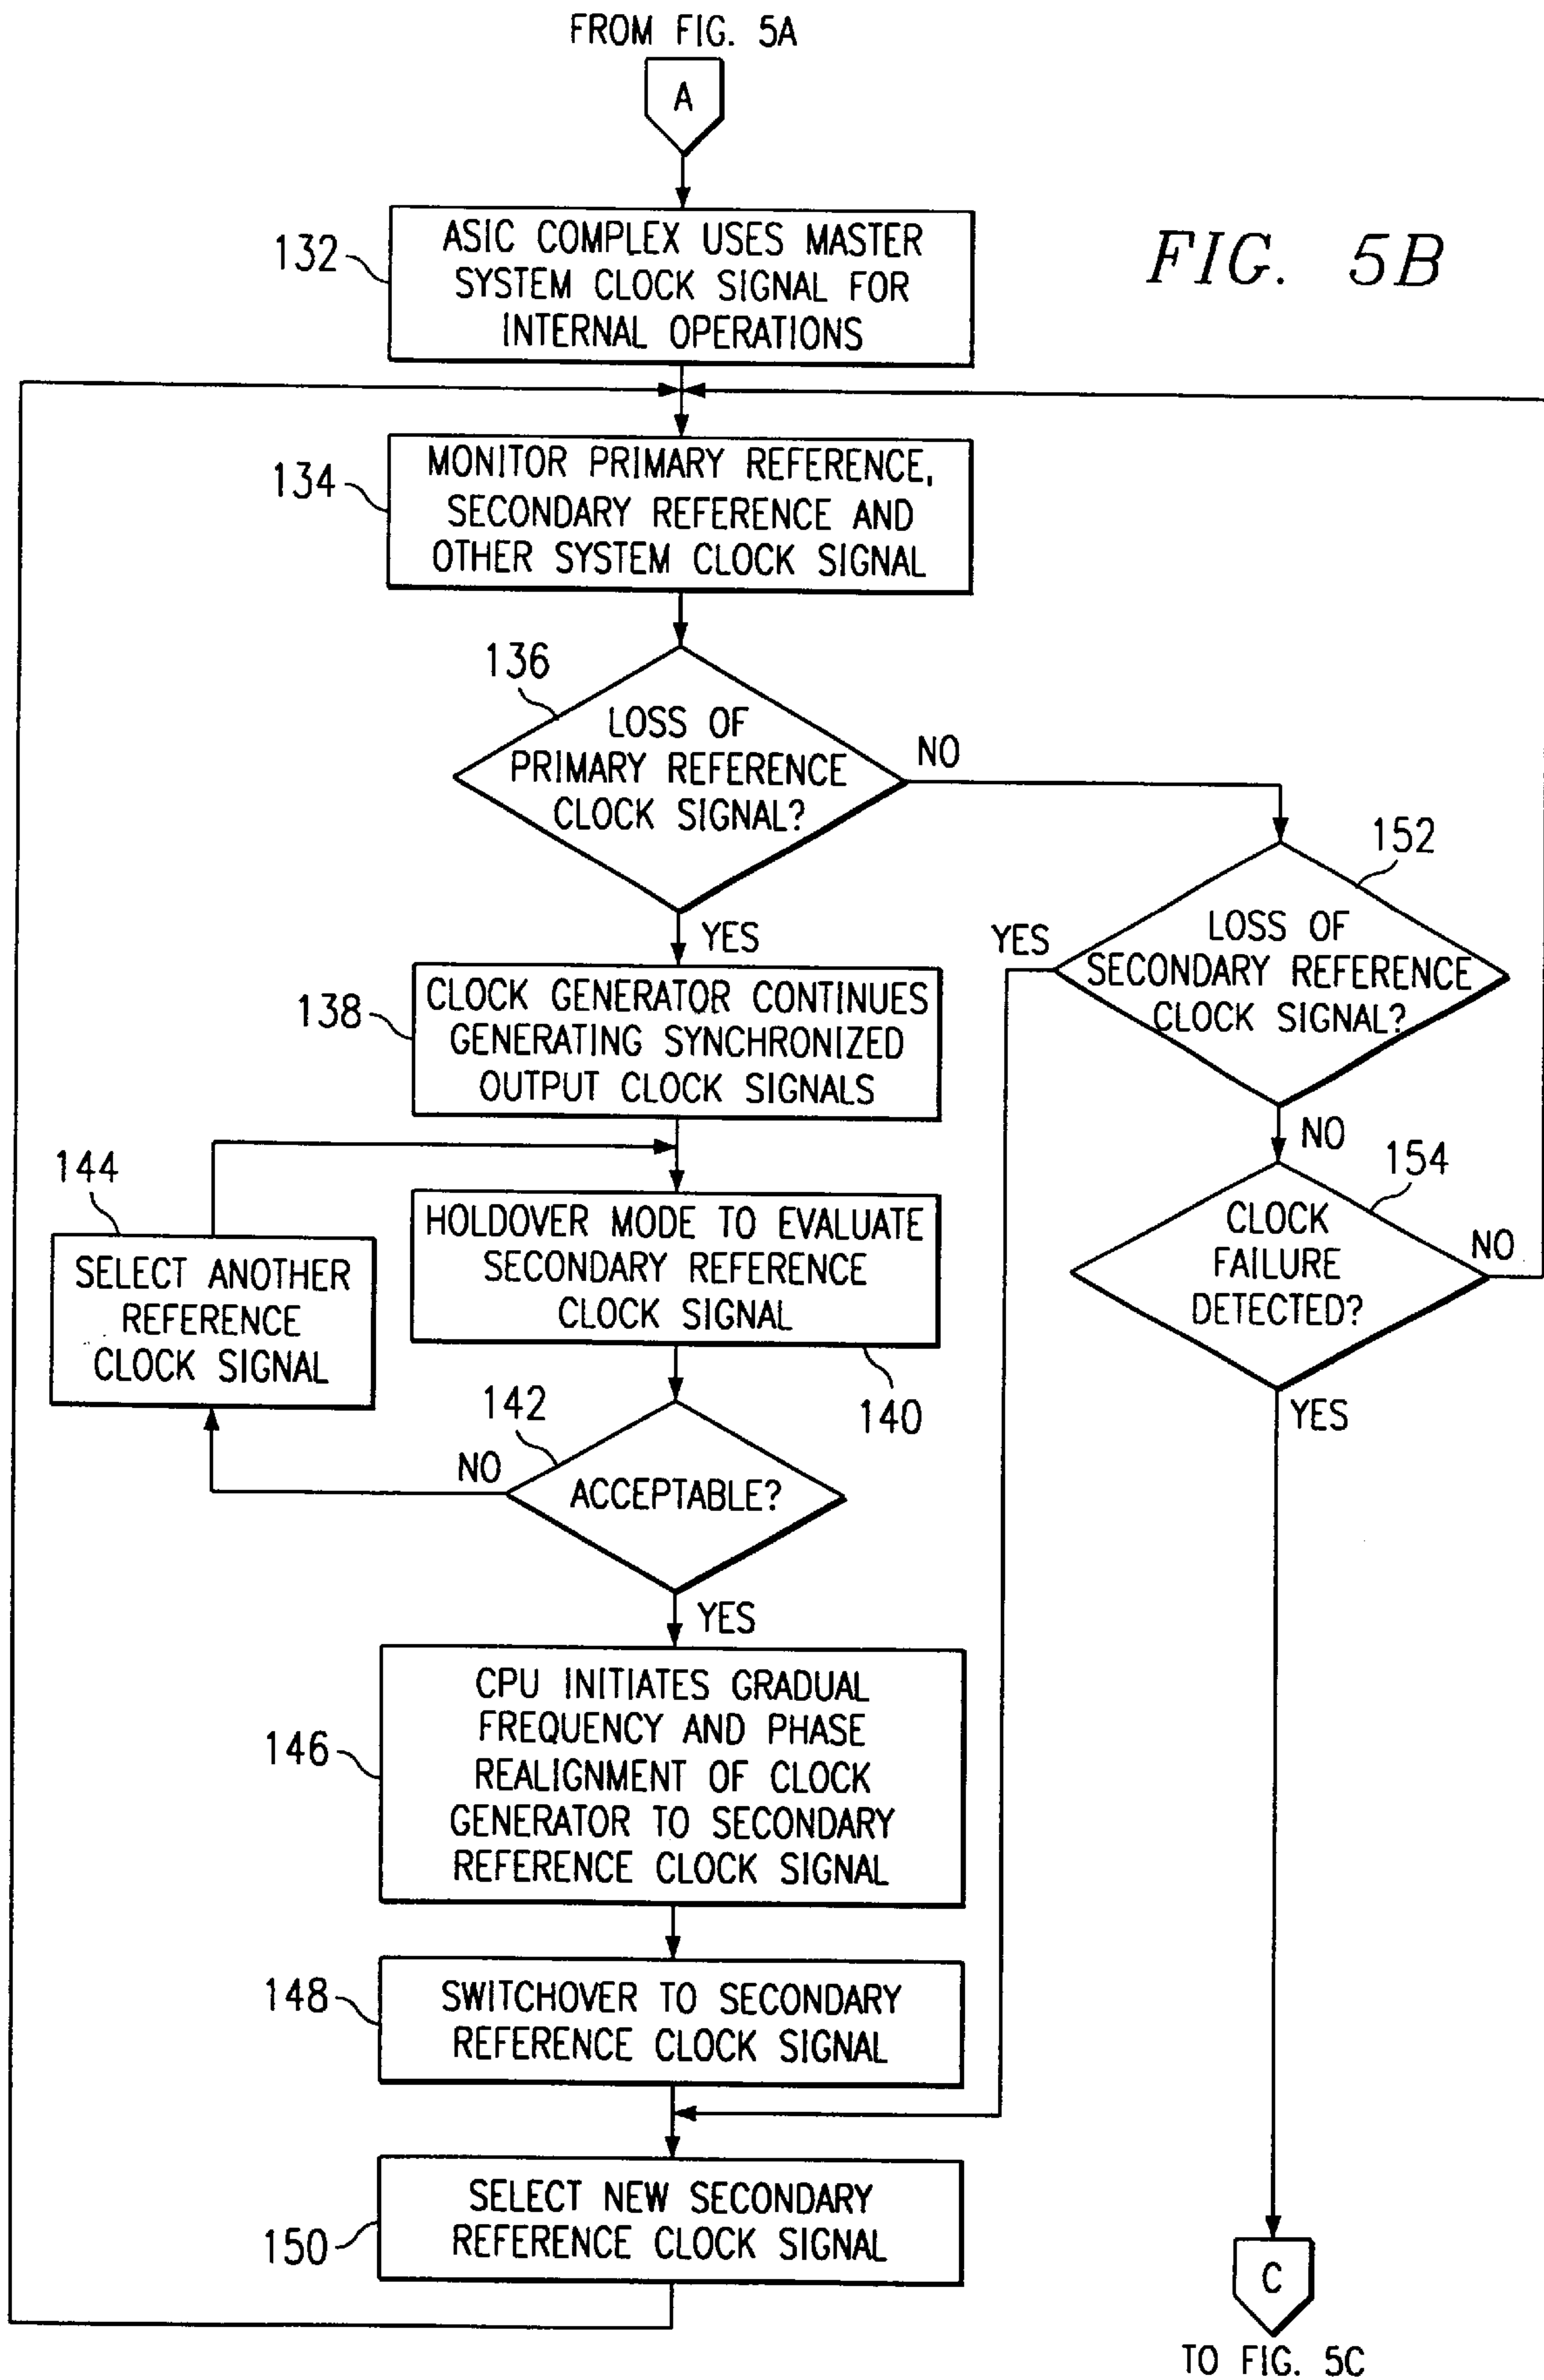 FROM FIG. 5A
A
FIG. 5B
132
ASIC COMPLEX USES MASTER
SYSTEM CLOCK SIGNAL FOR
INTERNAL OPERATIONS
134
MONITOR PRIMARY REFERENCE,
SECONDARY REFERENCE AND
OTHER SYSTEM CLOCK SIGNAL
136
LOSS OF
PRIMARY REFERENCE
CLOCK SIGNAL?
NO
YES
152
LOSS OF
SECONDARY REFERENCE
CLOCK SIGNAL?
YES
NO
138
CLOCK GENERATOR CONTINUES
GENERATING SYNCHRONIZED
OUTPUT CLOCK SIGNALS
154
CLOCK
FAILURE
DETECTED?
NO
YES
144
SELECT ANOTHER
REFERENCE
CLOCK SIGNAL
HOLDOVER MODE TO EVALUATE
SECONDARY REFERENCE
CLOCK SIGNAL
140
142
NO
ACCEPTABLE?
YES
146
CPU INITIATES GRADUAL
FREQUENCY AND PHASE
REALIGNMENT OF CLOCK
GENERATOR TO SECONDARY
REFERENCE CLOCK SIGNAL
148
SWITCHOVER TO SECONDARY
REFERENCE CLOCK SIGNAL
150
SELECT NEW SECONDARY
REFERENCE CLOCK SIGNAL
C
TO FIG. 5C